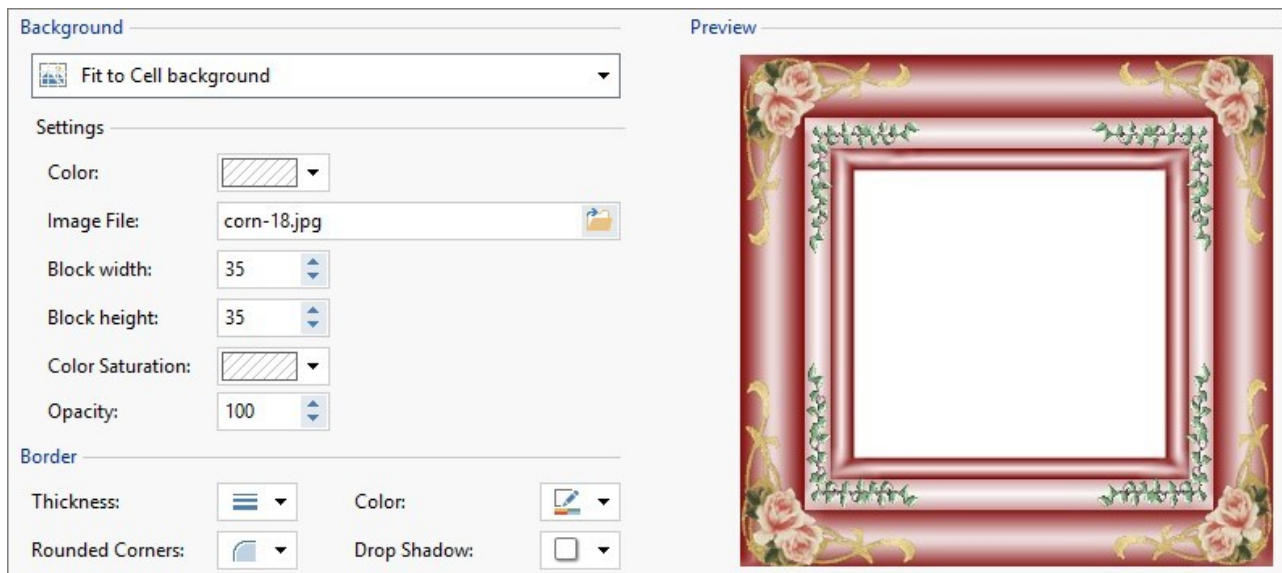 Background
Fit to Cell background
Settings
Color:
Image File: corn-18.jpg
Block width: 35
Block height: 35
Color Saturation:
Opacity: 100
Border
Thickness: Color:
Rounded Corners: Drop Shadow:
Preview